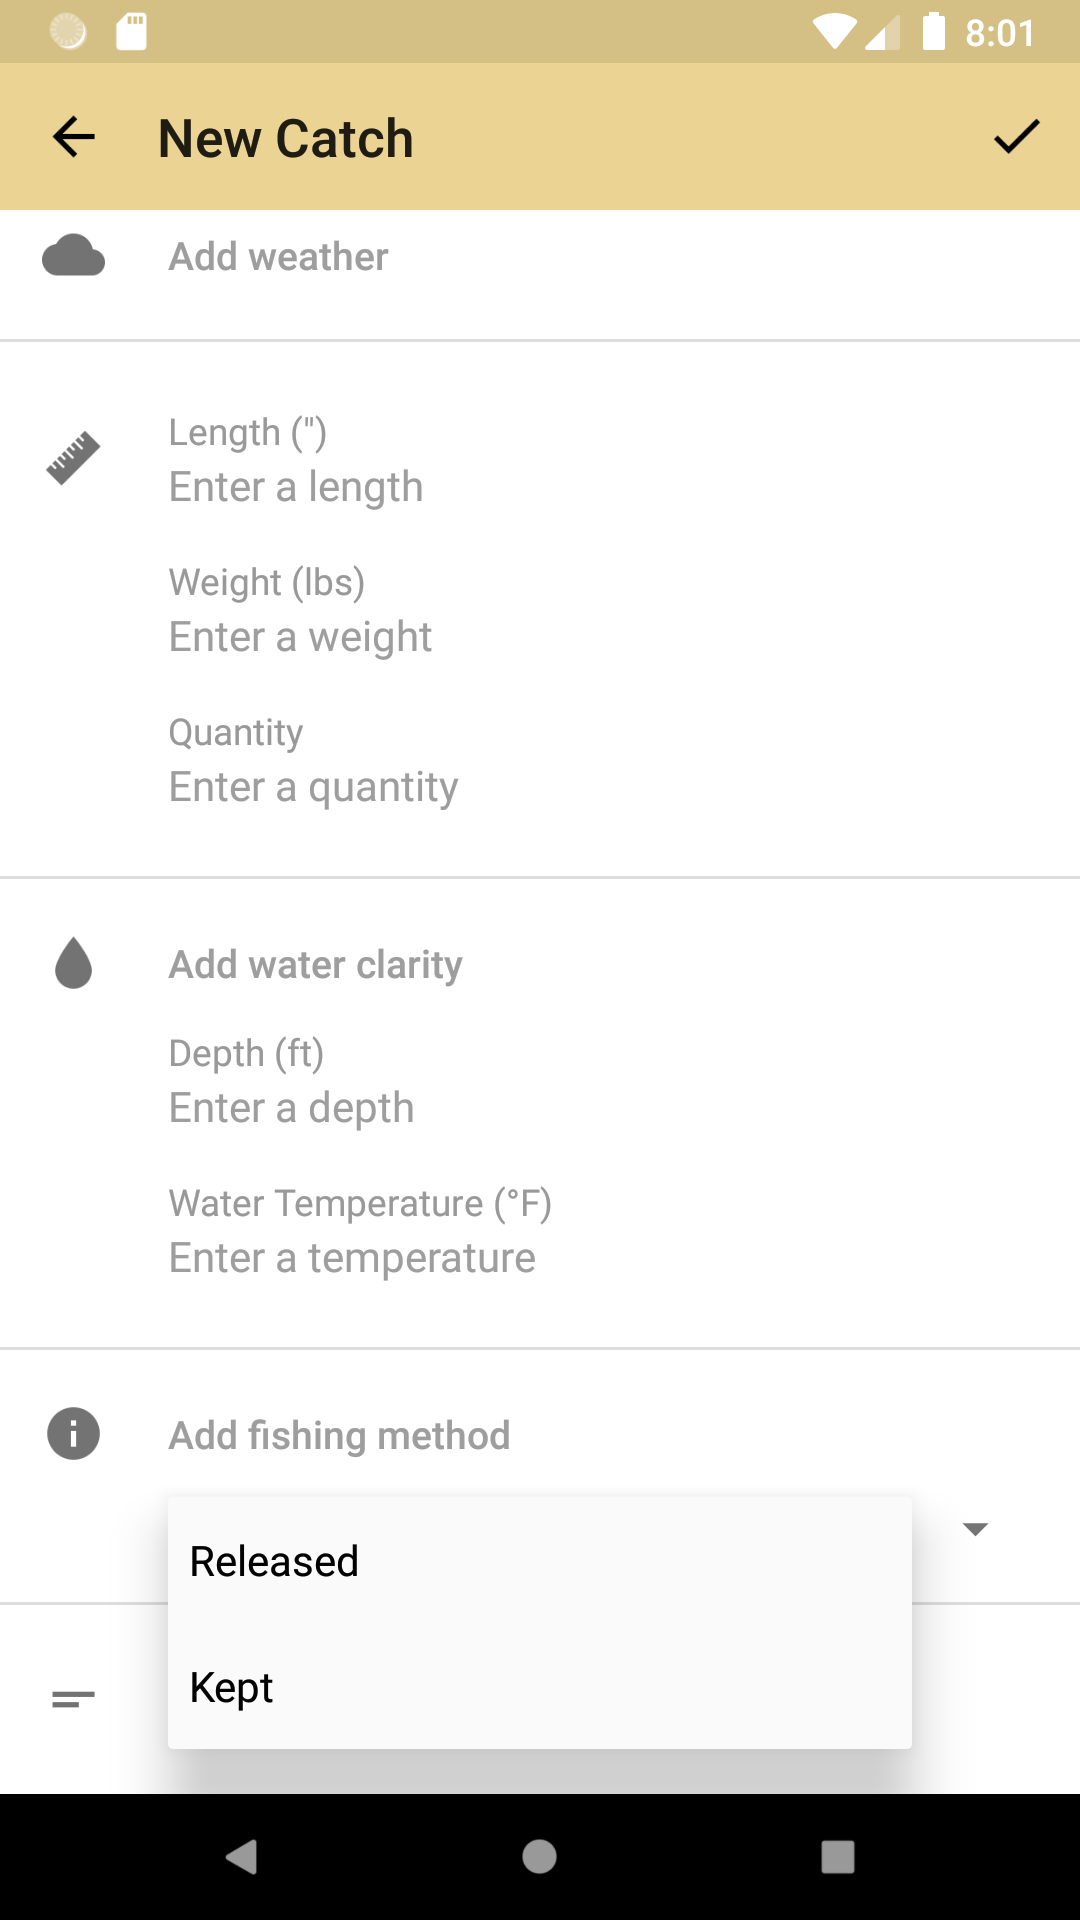 8:01
New Catch
Add weather
Length (")
Enter a length
Weight (lbs)
Enter a weight
Quantity
Enter a quantity
Add water clarity
Depth (ft)
Enter a depth
Water Temperature (°F)
Enter a temperature
Add fishing method
Released
Kept